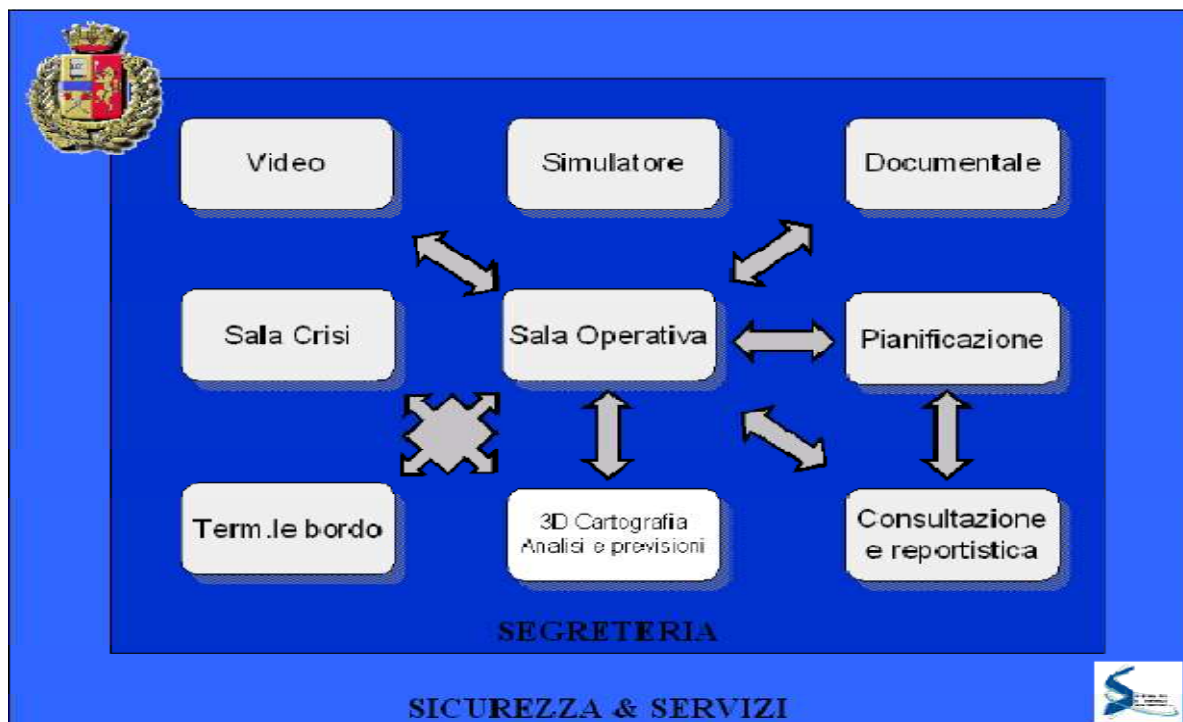 Video
Simulatore
Documentale
Sala Crisi
Sala Operativa
Pianificazione
Term.le bordo
3D Cartografia
Analisi e previsioni
Consultazione
e reportistica
SEGRETERIA
SICUREZZA & SERVIZI